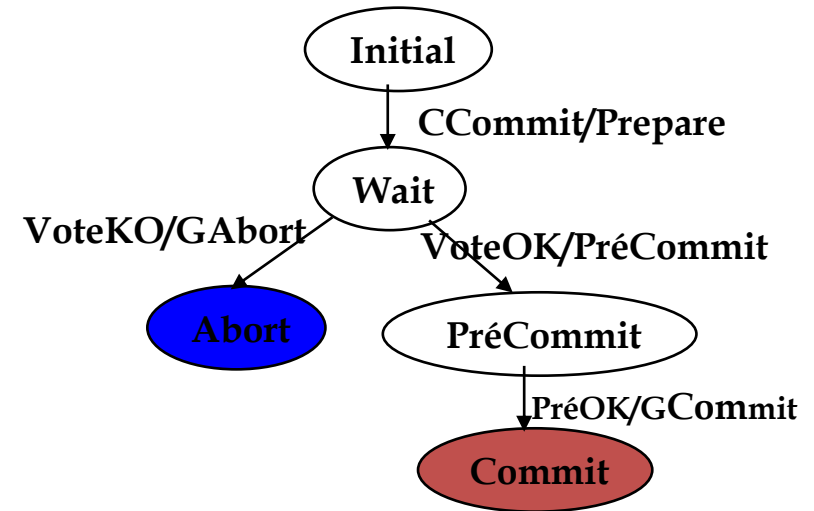 Initial
CCommit/Prepare
Wait
VoteKO/GAbort
VoteOK/PréCommit
Abort
PréCommit
PréOK/GCommit
Commit